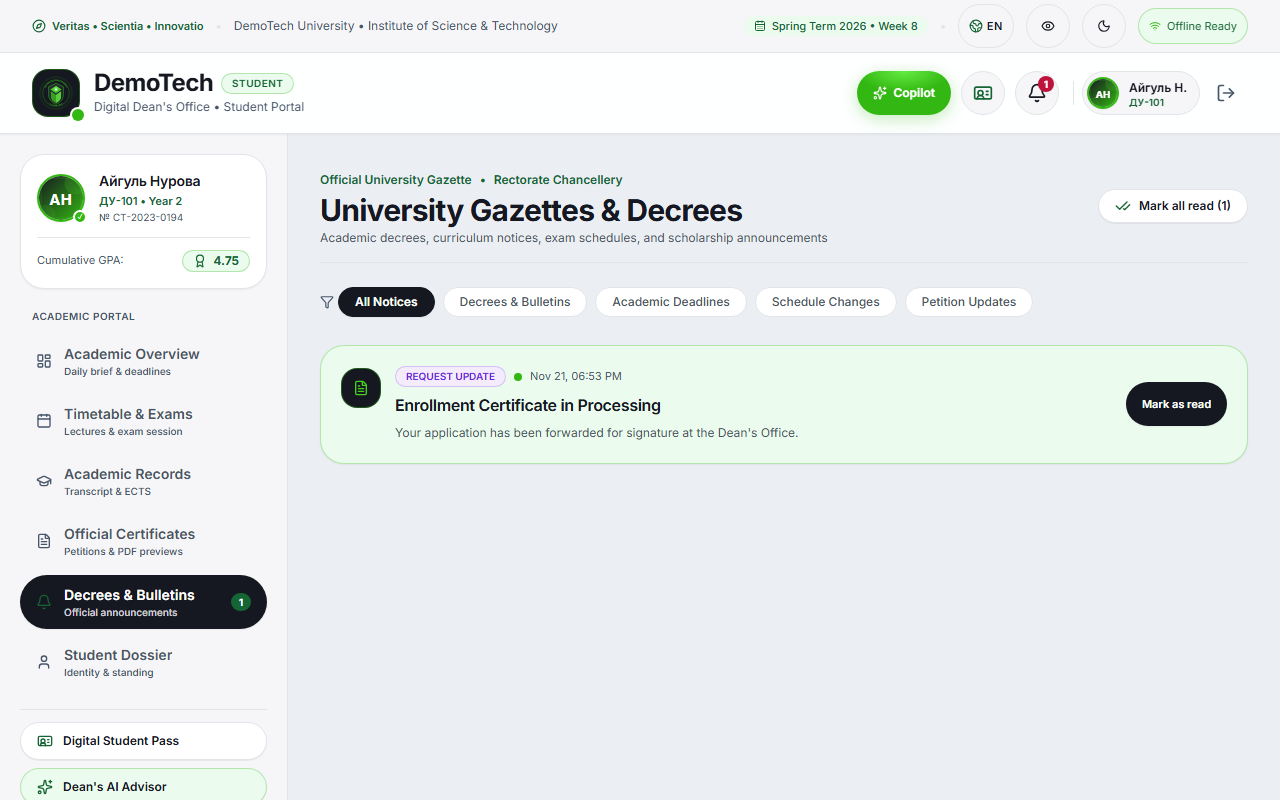 Veritas • Scientia • Innovatio • DemoTech University • Institute of Science & Technology
Spring Term 2026 • Week 8 • EN Offline Ready
DemoTech STUDENT
Digital Dean's Office • Student Portal
Copilot
1
АН
Айгуль Н.
ДУ-101
АН
Айгуль Нурова
ДУ-101 • Year 2
№ CT-2023-0194
Cumulative GPA: 4.75
ACADEMIC PORTAL
Academic Overview
Daily brief & deadlines
Timetable & Exams
Lectures & exam session
Academic Records
Transcript & ECTS
Official Certificates
Petitions & PDF previews
Decrees & Bulletins
Official announcements
1
Student Dossier
Identity & standing
Digital Student Pass
Dean's AI Advisor
Official University Gazette • Rectorate Chancellery
University Gazettes & Decrees
Academic decrees, curriculum notices, exam schedules, and scholarship announcements
Mark all read (1)
All Notices Decrees & Bulletins Academic Deadlines Schedule Changes Petition Updates
REQUEST UPDATE Nov 21, 06:53 PM
Enrollment Certificate in Processing
Your application has been forwarded for signature at the Dean's Office.
Mark as read